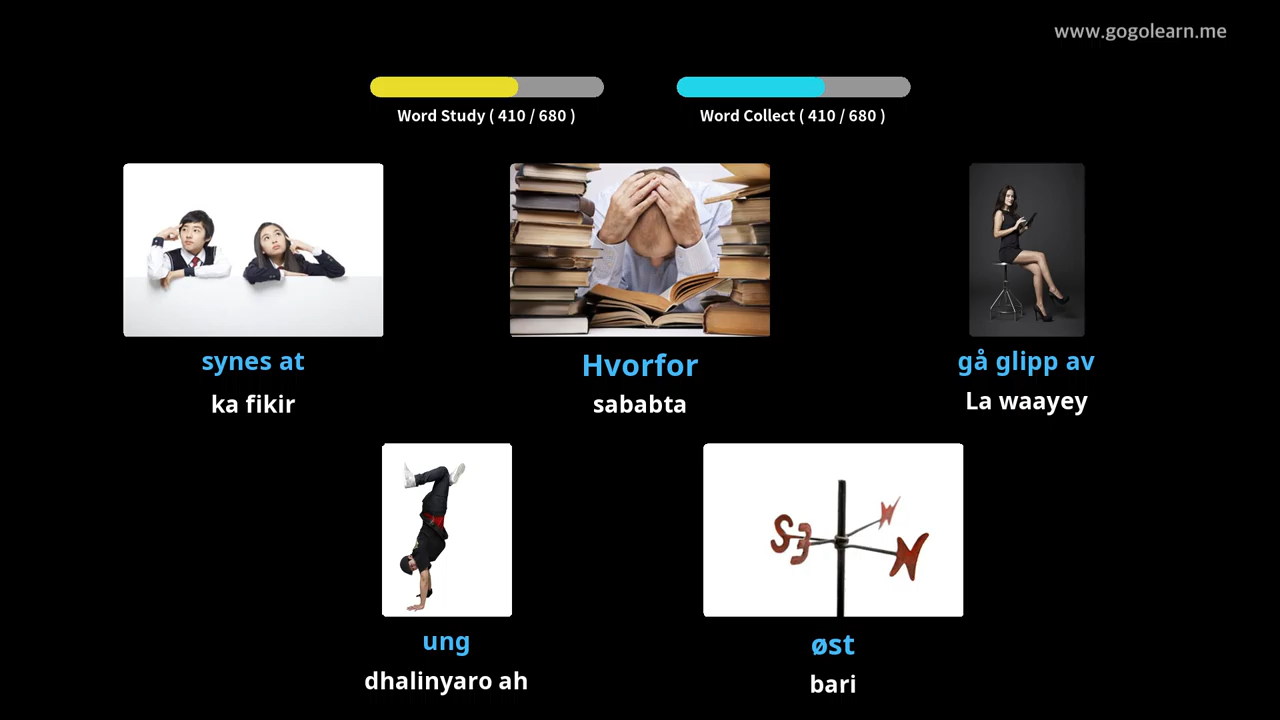 www.gogolearn.me
Word Study ( 410 / 680 )
Word Collect ( 410 / 680 )
synes at
ka fikir
Hvorfor
sababta
gå glipp av
La waayey
S
ung
dhalinyaro ah
øst
bari